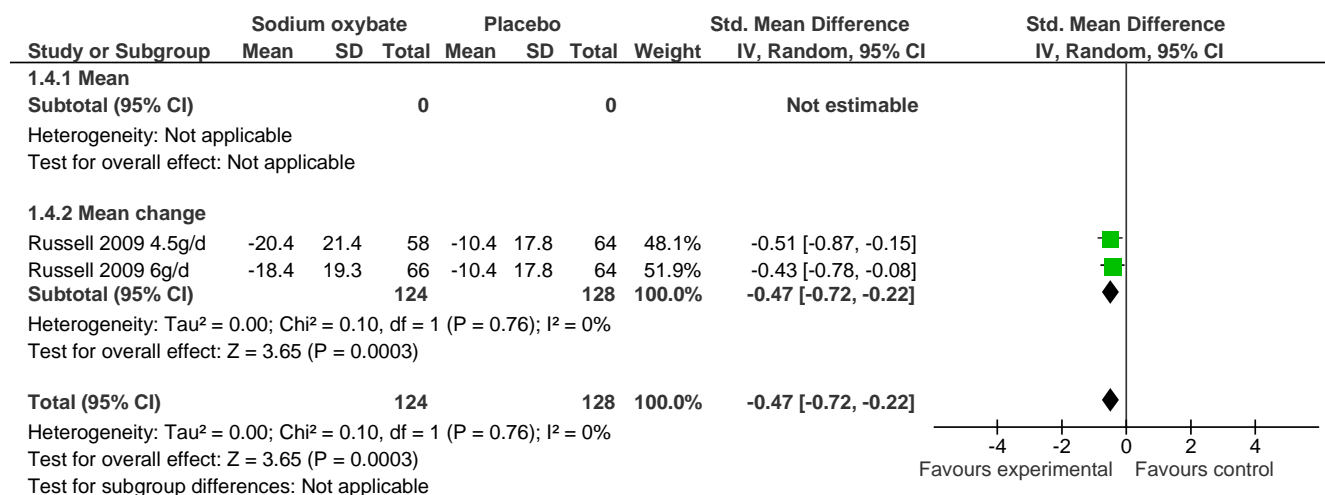 Sodium oxybate Placebo Std. Mean Difference Std. Mean Difference
Study or Subgroup Mean SD Total Mean SD Total Weight IV, Random, 95% CI IV, Random, 95% CI
1.4.1 Mean
Subtotal (95% CI) 0 0 Not estimable
Heterogeneity: Not applicable
Test for overall effect: Not applicable
1.4.2 Mean change
Russell 2009 4.5g/d -20.4 21.4 58 -10.4 17.8 64 48.1% -0.51 [-0.87, -0.15]
Russell 2009 6g/d -18.4 19.3 66 -10.4 17.8 64 51.9% -0.43 [-0.78, -0.08]
Subtotal (95% CI) 124 128 100.0% -0.47 [-0.72, -0.22]
Heterogeneity: Tau² = 0.00; Chi² = 0.10, df = 1 (P = 0.76); I² = 0%
Test for overall effect: Z = 3.65 (P = 0.0003)
Total (95% CI) 124 128 100.0% -0.47 [-0.72, -0.22]
Heterogeneity: Tau² = 0.00; Chi² = 0.10, df = 1 (P = 0.76); I² = 0%
Test for overall effect: Z = 3.65 (P = 0.0003)
Test for subgroup differences: Not applicable
-4 -2 0 2 4
Favours experimental Favours control